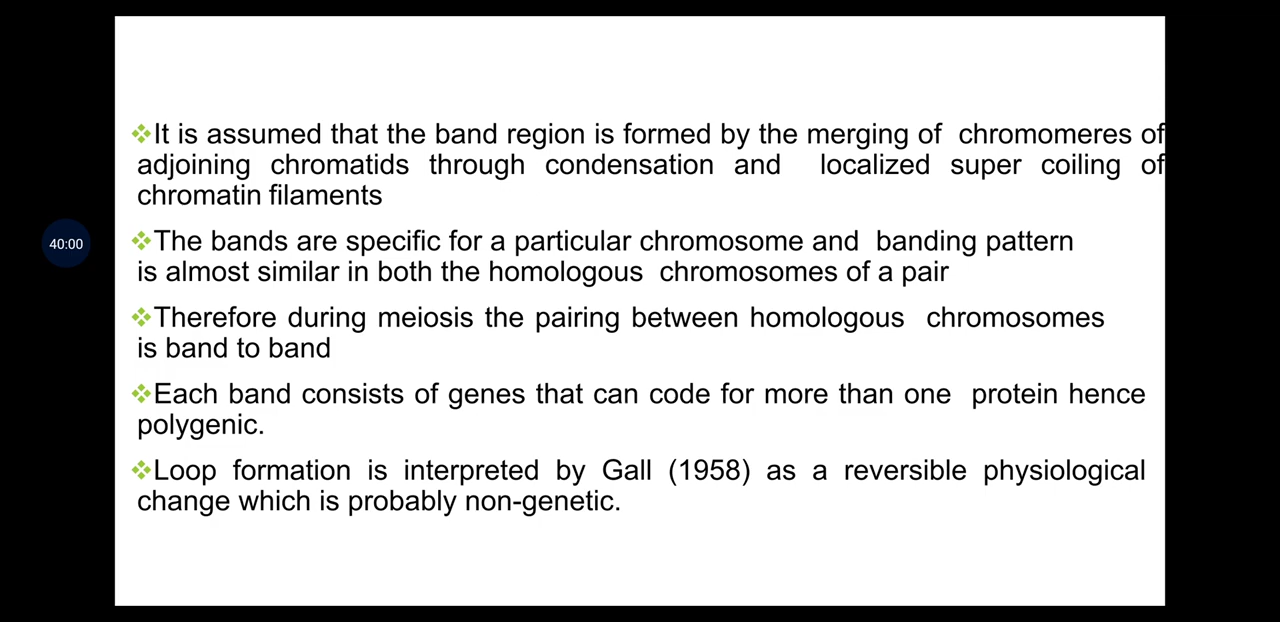 ❖It is assumed that the band region is formed by the merging of chromomeres of
adjoining chromatids through condensation and localized super coiling of
chromatin filaments
40:00
❖The bands are specific for a particular chromosome and banding pattern
is almost similar in both the homologous chromosomes of a pair
❖Therefore during meiosis the pairing between homologous chromosomes
is band to band
❖Each band consists of genes that can code for more than one protein hence
polygenic.
❖Loop formation is interpreted by Gall (1958) as a reversible physiological
change which is probably non-genetic.